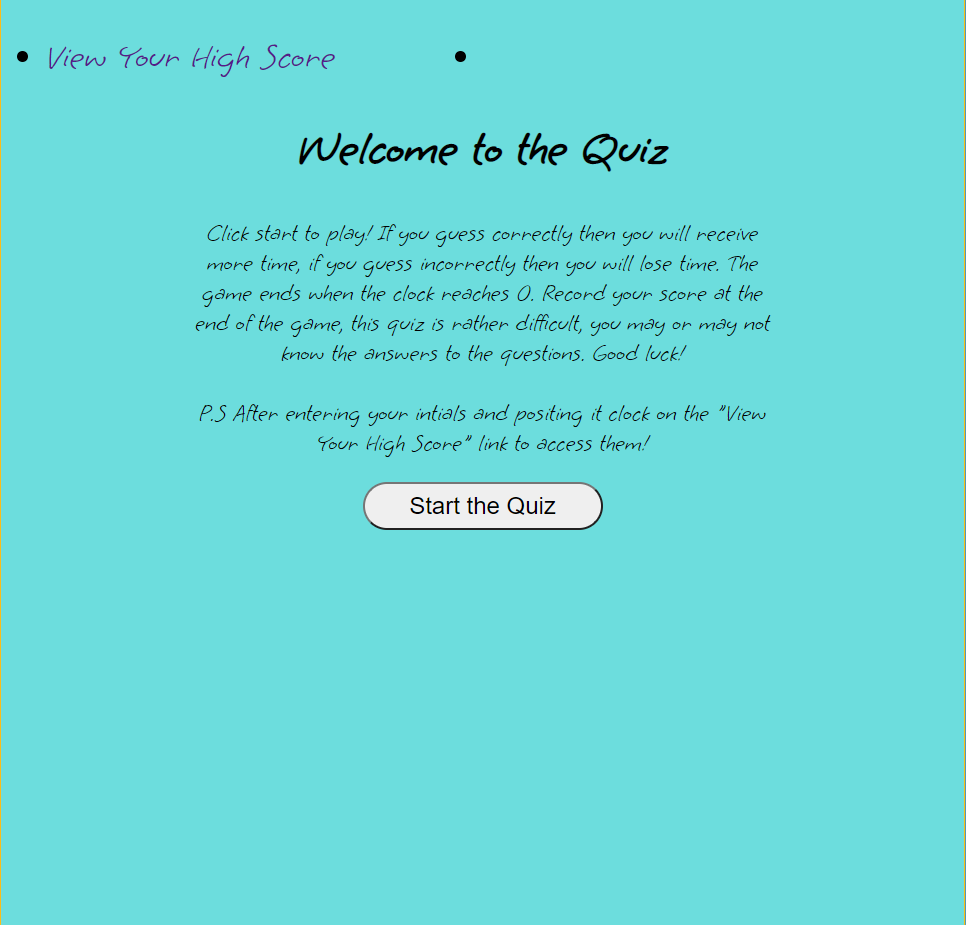 View Your High Score
Welcome to the Quiz
Click start to play! If you guess correctly then you will receive
more time, if you guess incorrectly then you will lose time. The
game ends when the clock reaches 0. Record your score at the
end of the game, this quiz is rather difficult, you may or may not
know the answers to the questions. Good luck!
P.S After entering your intials and positing it clock on the "View
Your High Score" link to access them!
Start the Quiz